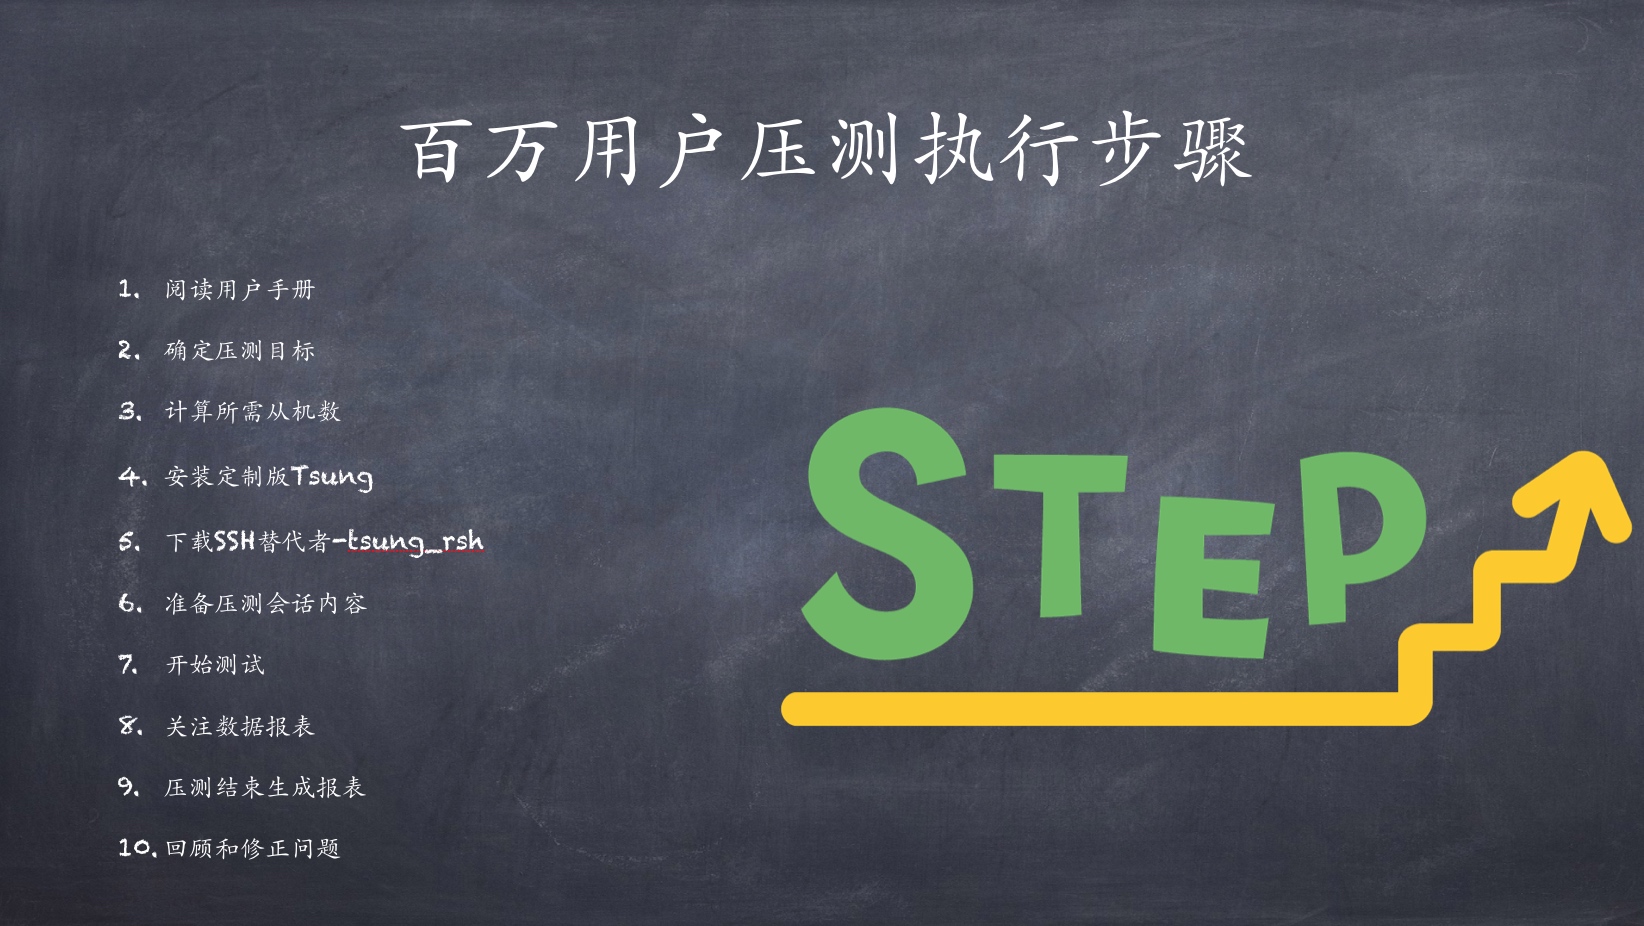 百万用户压测执行步骤
1. 阅读用户手册
2. 确定压测目标
3. 计算所需从机数
4. 安装定制版Tsung
5. 下载SSH替代者-tsung_rsh
6. 准备压测会话内容
7. 开始测试
8. 关注数据报表
9. 压测结束生成报表
10. 回顾和修正问题
STEP